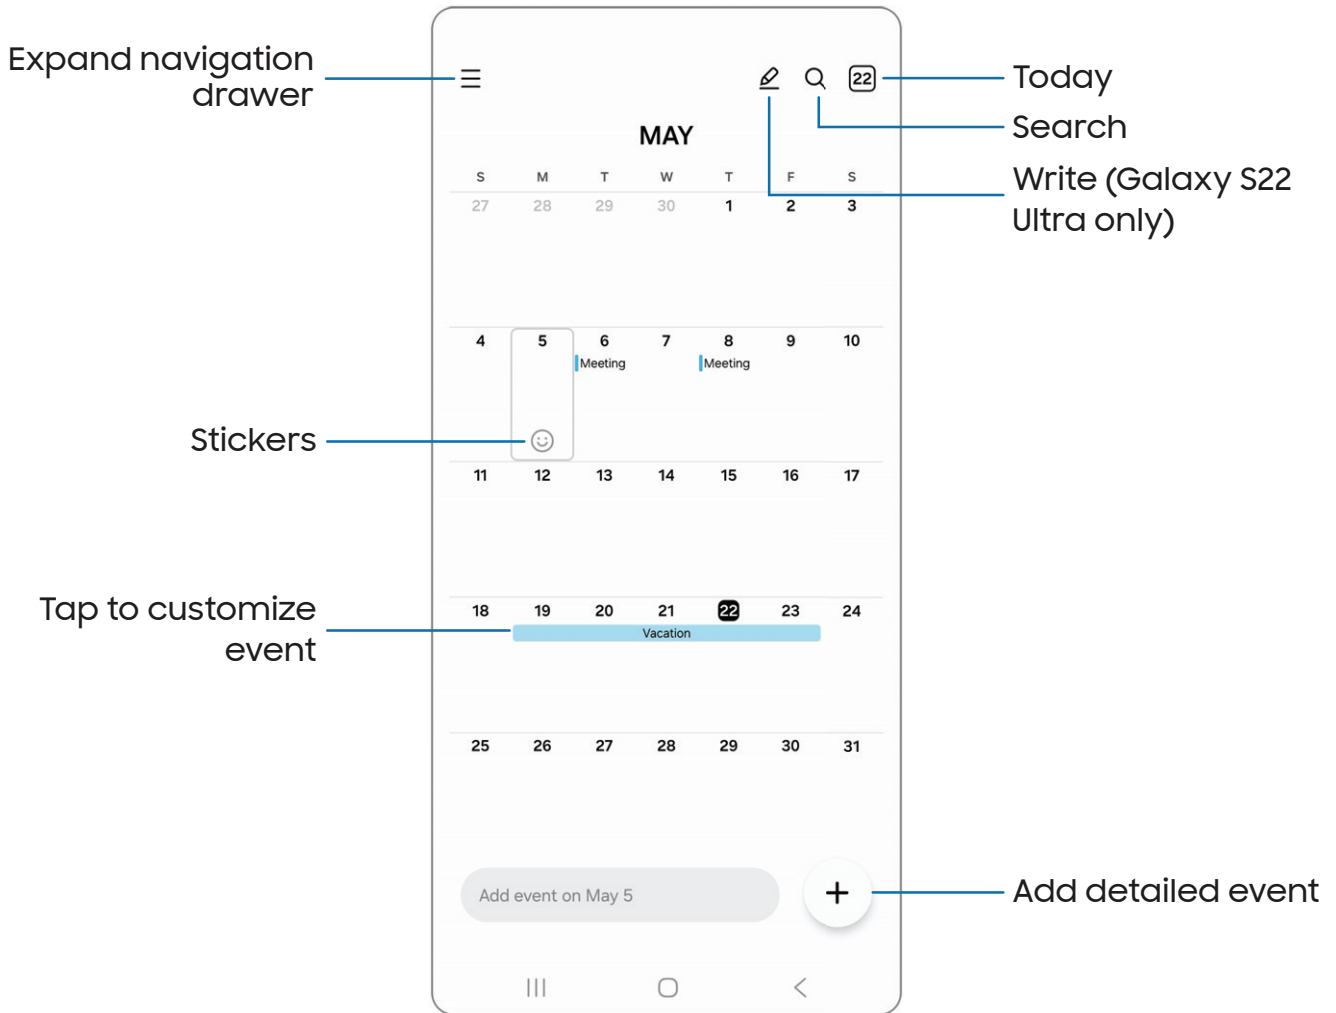 Expand navigation
drawer
22
Today
Search
Write (Galaxy S22
Ultra only)
MAY
S M T W T F S
27 28 29 30 1 2 3
4 5 6 7 8 9 10
Meeting Meeting
Stickers
11 12 13 14 15 16 17
Tap to customize
event
18 19 20 21 22 23 24
Vacation
25 26 27 28 29 30 31
Add event on May 5
+
Add detailed event